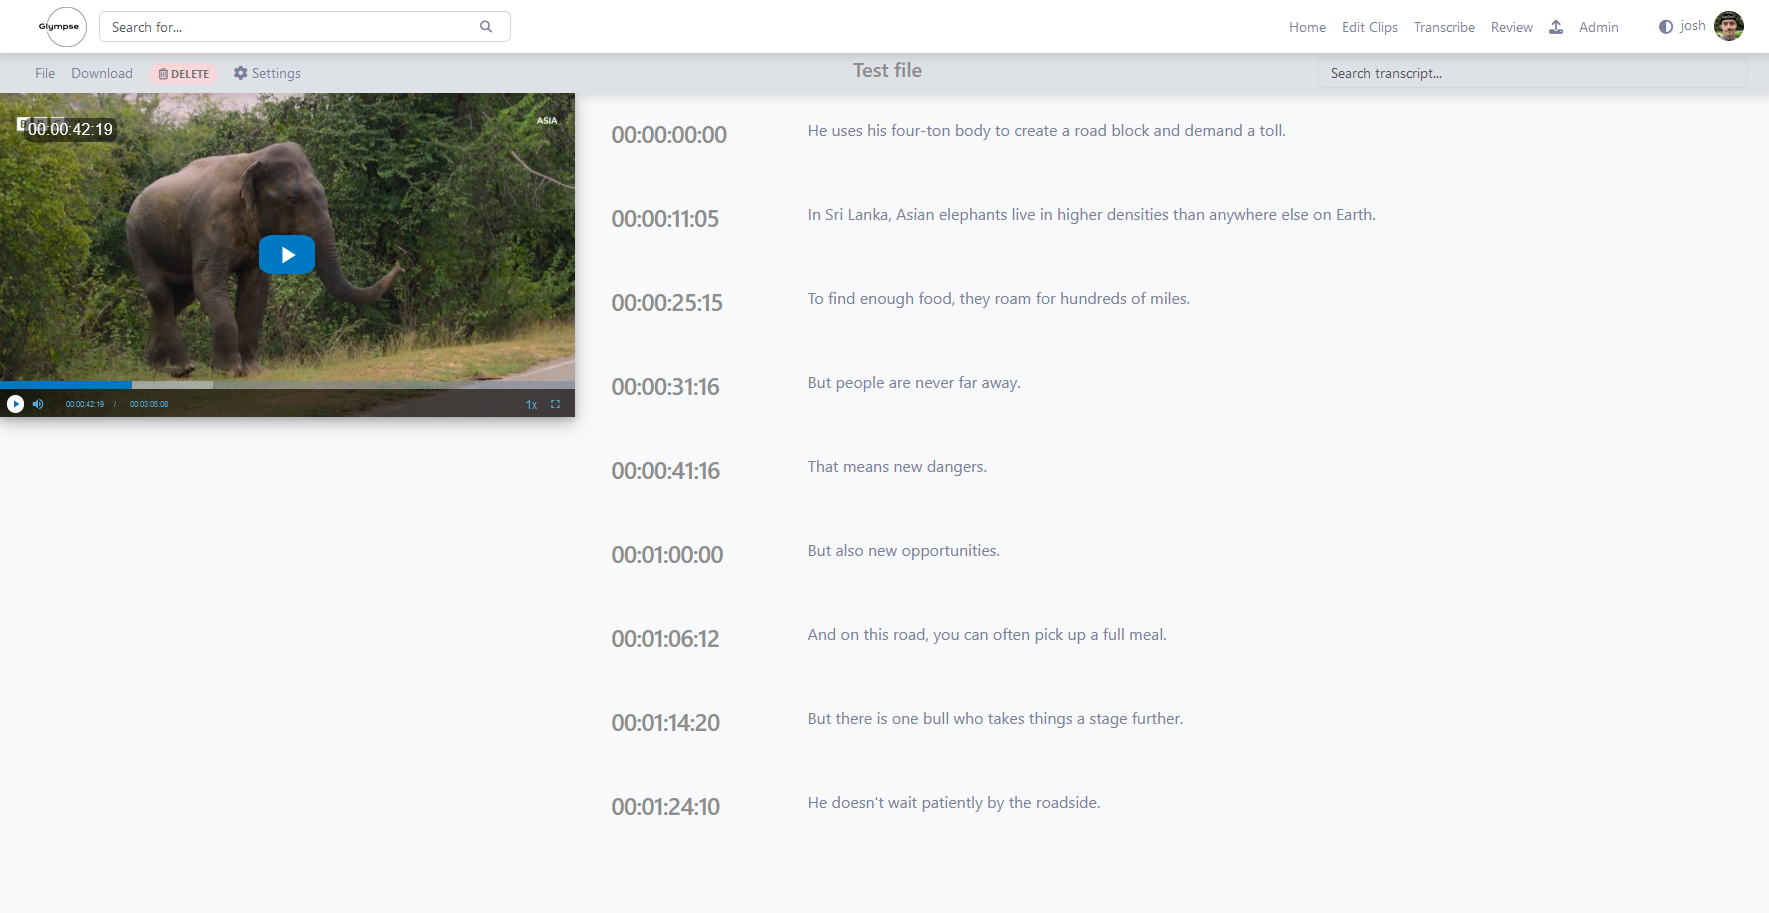 Glympse
Search for...
Home Edit Clips Transcribe Review Admin josh
File Download DELETE Settings
Test file
Search transcript...
00:00:42:19
ASIA
00:00:42:19 / 00:03:05:08
1x
00:00:00:00 He uses his four-ton body to create a road block and demand a toll.
00:00:11:05 In Sri Lanka, Asian elephants live in higher densities than anywhere else on Earth.
00:00:25:15 To find enough food, they roam for hundreds of miles.
00:00:31:16 But people are never far away.
00:00:41:16 That means new dangers.
00:01:00:00 But also new opportunities.
00:01:06:12 And on this road, you can often pick up a full meal.
00:01:14:20 But there is one bull who takes things a stage further.
00:01:24:10 He doesn't wait patiently by the roadside.